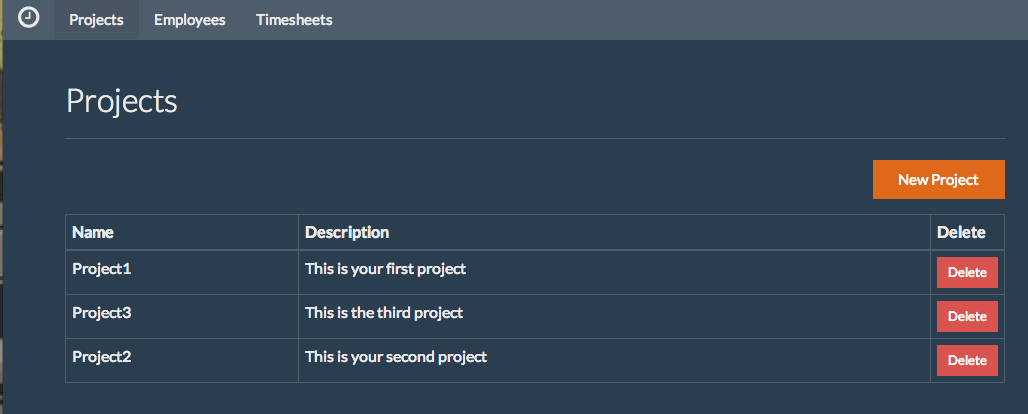 Projects Employees Timesheets
Projects
New Project
Name Description Delete
Project1 This is your first project Delete
Project3 This is the third project Delete
Project2 This is your second project Delete